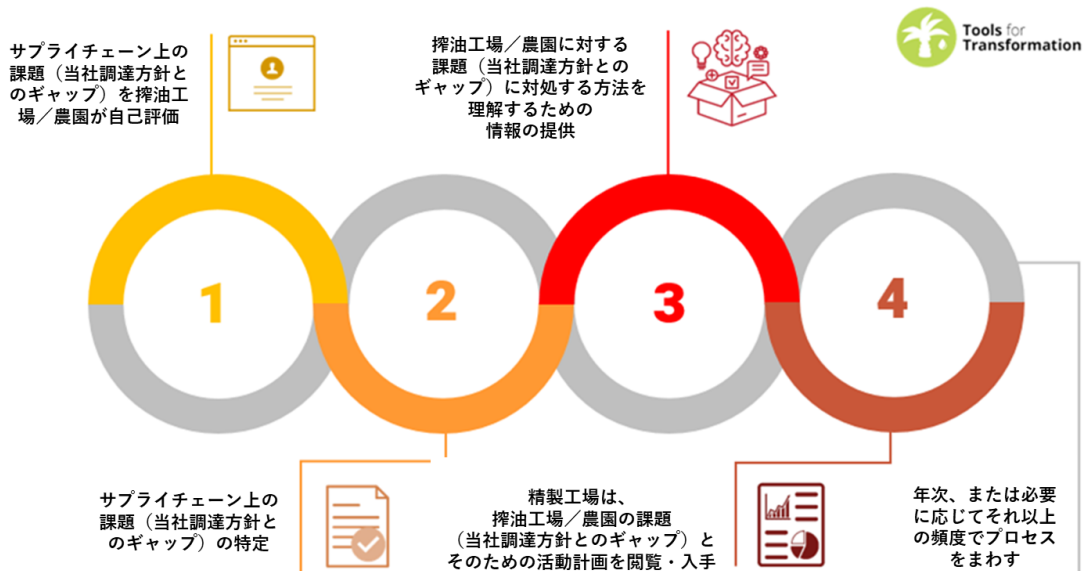 サプライチェーン上の
課題（当社調達方針と
のギャップ）を搾油工
場／農園が自己評価
搾油工場／農園に対する
課題（当社調達方針との
ギャップ）に対処する方法を
理解するための
情報の提供
Tools for
Transformation
1
2
3
4
サプライチェーン上の
課題（当社調達方針と
のギャップ）の特定
精製工場は、
搾油工場／農園の課題
（当社調達方針とのギャップ）と
そのための活動計画を閲覧・入手
年次、または必要
に応じてそれ以上
の頻度でプロセス
をまわす